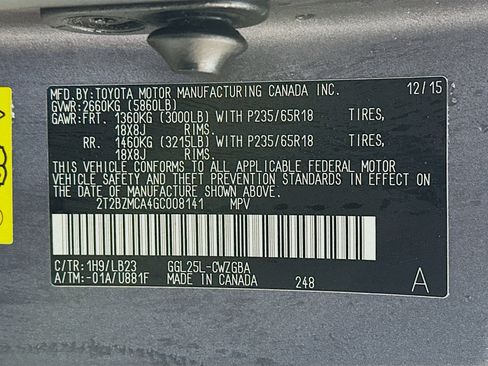 MFD.BY: TOYOTA MOTOR MANUFACTURING CANADA INC. 12/15
GVWR: 2660KG (5860LB)
GAWR: FRT. 1360KG (3000LB) WITH P235/65R18 TIRES,
18X8J RIMS.
RR. 1460KG (3215LB) WITH P235/65R18 TIRES,
18X8J RIMS.
THIS VEHICLE CONFORMS TO ALL APPLICABLE FEDERAL MOTOR
VEHICLE SAFETY AND THEFT PREVENTION STANDARDS IN
EFFECT ON THE DATE OF MANUFACTURE SHOWN ABOVE.
2T2BZMCA4GC008141 MPV
C/TR: 1H9/LB23 GGL25L-CWZGBA
A/TM: -01A/U881F MADE IN CANADA 248 A